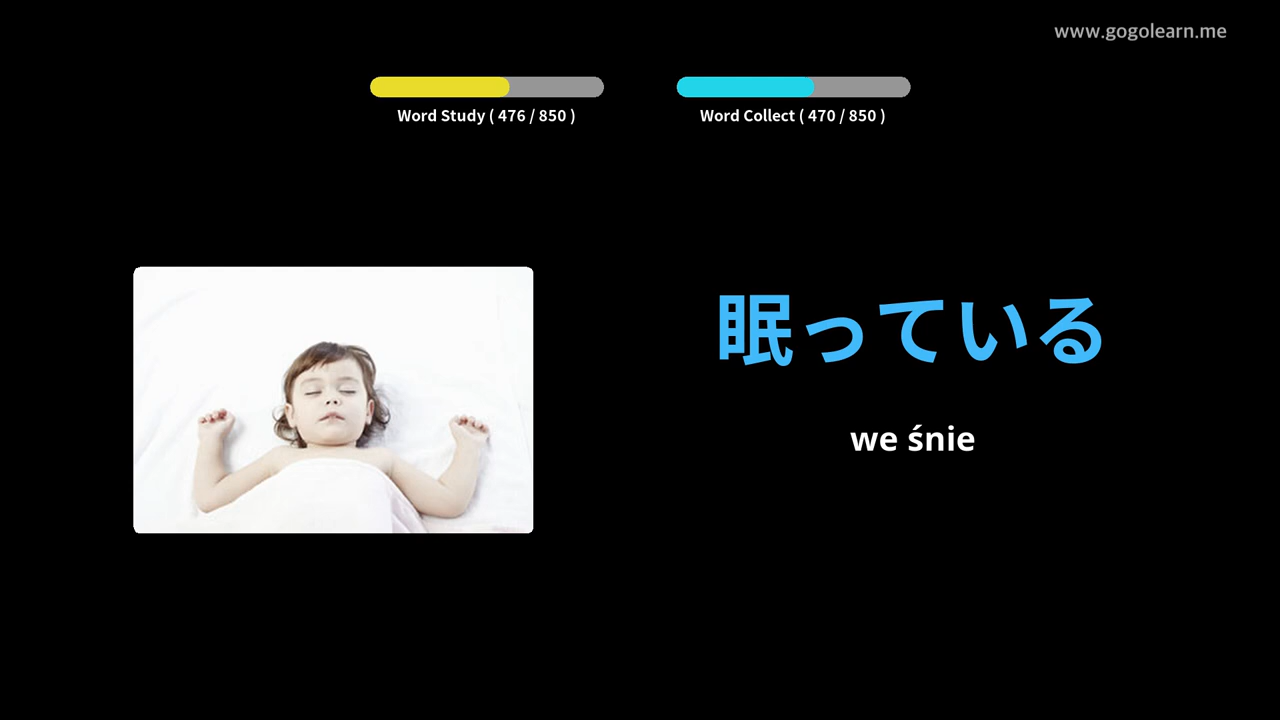 www.gogolearn.me
Word Study ( 476 / 850 )
Word Collect ( 470 / 850 )
眠っている
we śnie